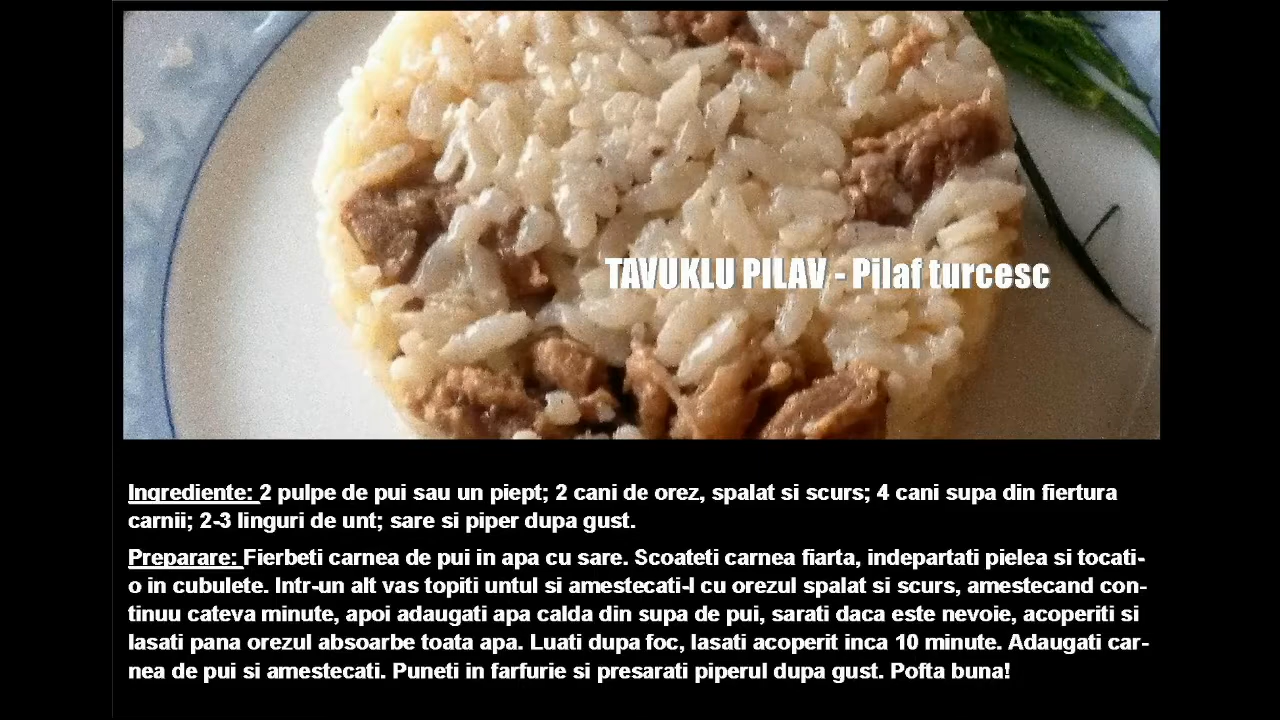 TAVUKLU PILAV - Pilaf turcesc
Ingrediente: 2 pulpe de pui sau un piept; 2 cani de orez, spalat si scurs; 4 cani supa din fiertura
carnii; 2-3 linguri de unt; sare si piper dupa gust.
Preparare: Fierbeti carnea de pui in apa cu sare. Scoateti carnea fiarta, indepartati pielea si tocati-
o in cubulete. Intr-un alt vas topiti untul si amestecati-l cu orezul spalat si scurs, amestecand con-
tinuu cateva minute, apoi adaugati apa calda din supa de pui, sarati daca este nevoie, acoperiti si
lasati pana orezul absoarbe toata apa. Luati dupa foc, lasati acoperit inca 10 minute. Adaugati car-
nea de pui si amestecati. Puneti in farfurie si presarati piperul dupa gust. Pofta buna!